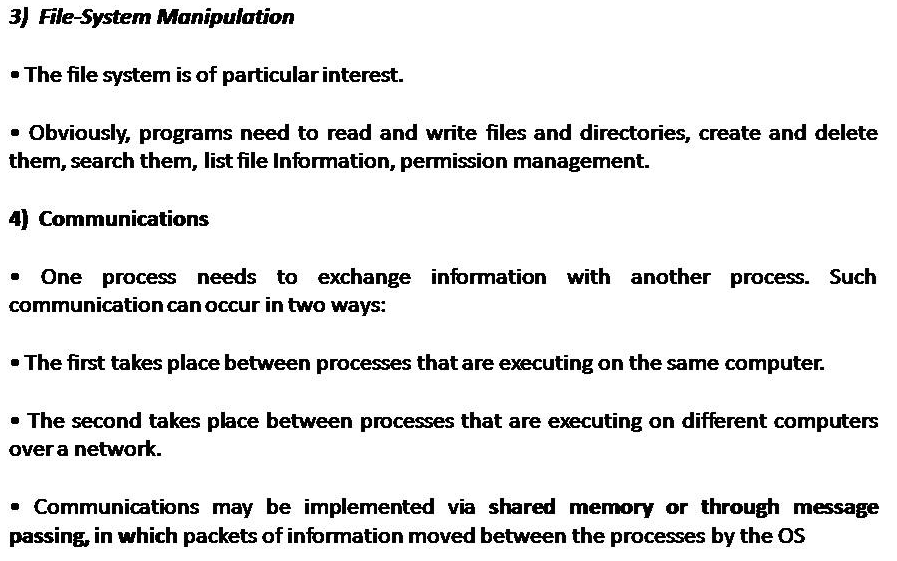 3) File-System Manipulation
• The file system is of particular interest.
• Obviously, programs need to read and write files and directories, create and delete
them, search them, list file Information, permission management.
4) Communications
• One process needs to exchange information with another process. Such
communication can occur in two ways:
• The first takes place between processes that are executing on the same computer.
• The second takes place between processes that are executing on different computers
over a network.
• Communications may be implemented via shared memory or through message
passing, in which packets of information moved between the processes by the OS